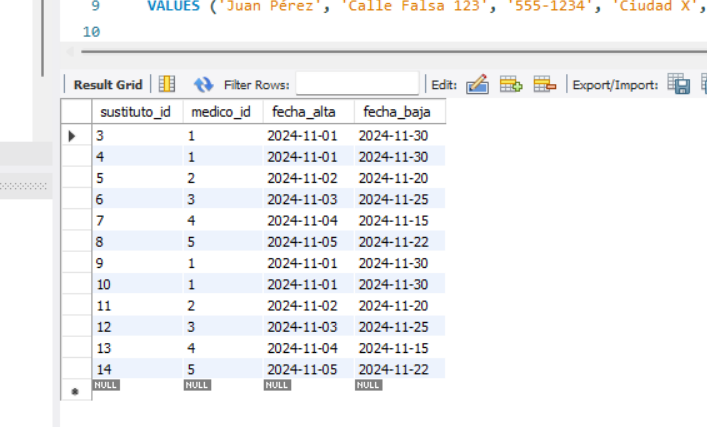 9 VALUES ('Juan Pérez', 'Calle Falsa 123', '555-1234', 'Ciudad X',
10
Result Grid Filter Rows: Edit: Export/Import:
sustituto_id medico_id fecha_alta fecha_baja
3 1 2024-11-01 2024-11-30
4 1 2024-11-01 2024-11-30
5 2 2024-11-02 2024-11-20
6 3 2024-11-03 2024-11-25
7 4 2024-11-04 2024-11-15
8 5 2024-11-05 2024-11-22
9 1 2024-11-01 2024-11-30
10 1 2024-11-01 2024-11-30
11 2 2024-11-02 2024-11-20
12 3 2024-11-03 2024-11-25
13 4 2024-11-04 2024-11-15
14 5 2024-11-05 2024-11-22
NULL NULL NULL NULL